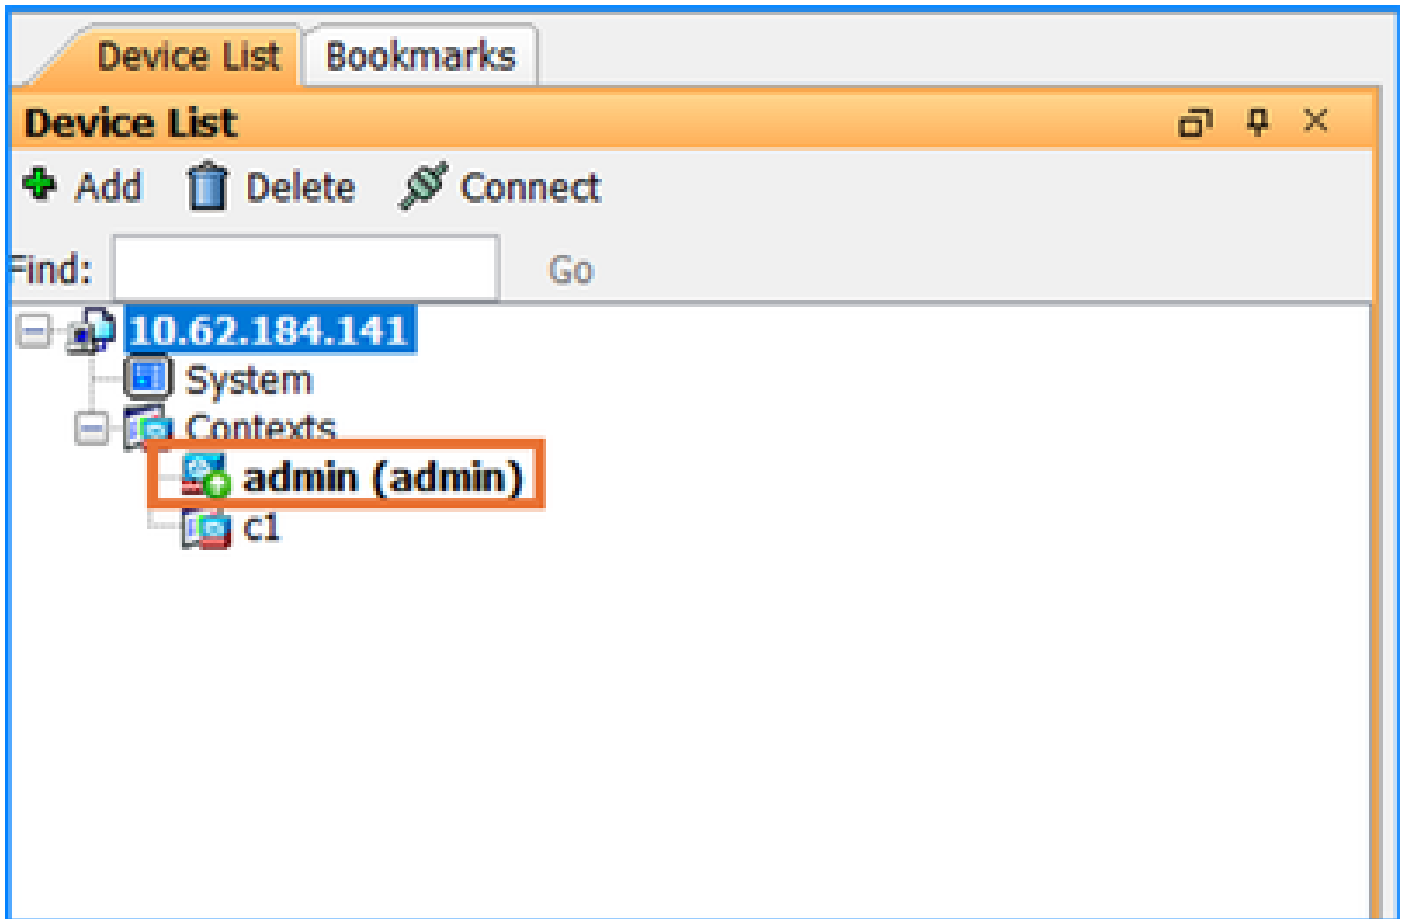 Device List Bookmarks
Device List
Add Delete Connect
Find: Go
10.62.184.141
System
Contexts
admin (admin)
c1